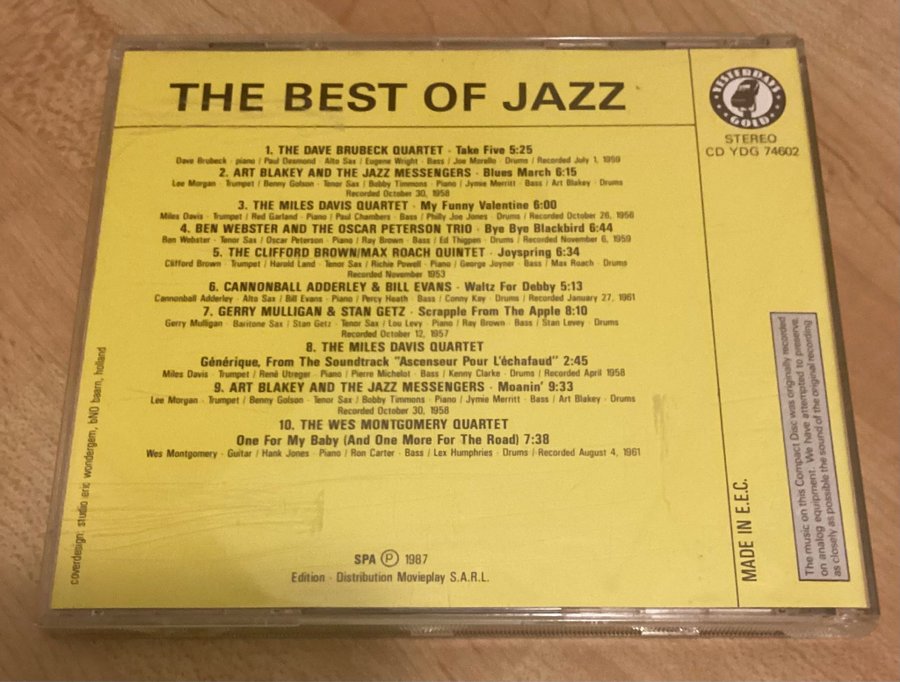 THE BEST OF JAZZ
YESTERDAYS
GOLD
STEREO
CD YDG 74602
1. THE DAVE BRUBECK QUARTET · Take Five 5:25
Dave Brubeck · piano / Paul Desmond · Alto Sax / Eugene Wright · Bass / Joe Morello · Drums / Recorded July 1, 1959
2. ART BLAKEY AND THE JAZZ MESSENGERS · Blues March 6:15
Lee Morgan · Trumpet / Benny Golson · Tenor Sax / Bobby Timmons · Piano / Jymie Merritt · Bass / Art Blakey · Drums
Recorded October 30, 1958
3. THE MILES DAVIS QUARTET · My Funny Valentine 6:00
Miles Davis · Trumpet / Red Garland · Piano / Paul Chambers · Bass / Philly Joe Jones · Drums / Recorded October 26, 1956
4. BEN WEBSTER AND THE OSCAR PETERSON TRIO · Bye Bye Blackbird 6:44
Ben Webster · Tenor Sax / Oscar Peterson · Piano / Ray Brown · Bass / Ed Thigpen · Drums / Recorded November 6, 1959
5. THE CLIFFORD BROWN/MAX ROACH QUINTET · Joyspring 6:34
Clifford Brown · Trumpet / Harold Land · Tenor Sax / Richie Powell · Piano / George Joyner · Bass / Max Roach · Drums
Recorded November 1953
6. CANNONBALL ADDERLEY & BILL EVANS · Waltz For Debby 5:13
Cannonball Adderley · Alto Sax / Bill Evans · Piano / Percy Heath · Bass / Conny Kay · Drums / Recorded January 27, 1961
7. GERRY MULLIGAN & STAN GETZ · Scrapple From The Apple 8:10
Gerry Mulligan · Baritone Sax / Stan Getz · Tenor Sax / Lou Levy · Piano / Ray Brown · Bass / Stan Levey · Drums
Recorded October 12, 1957
8. THE MILES DAVIS QUARTET
Générique, From The Soundtrack "Ascenseur Pour L'échafaud" 2:45
Miles Davis · Trumpet / René Utreger · Piano / Pierre Michelot · Bass / Kenny Clarke · Drums / Recorded April 1958
9. ART BLAKEY AND THE JAZZ MESSENGERS · Moanin' 9:33
Lee Morgan · Trumpet / Benny Golson · Tenor Sax / Bobby Timmons · Piano / Jymie Merritt · Bass / Art Blakey · Drums
Recorded October 30, 1958
10. THE WES MONTGOMERY QUARTET
One For My Baby (And One More For The Road) 7:38
Wes Montgomery · Guitar / Hank Jones · Piano / Ron Carter · Bass / Lex Humphries · Drums / Recorded August 4, 1961
SPA Ⓟ 1987
Edition · Distribution Movieplay S.A.R.L.
coverdesign: studio eric wondergem, bNO baarn, holland
MADE IN E.E.C.
The music on this Compact Disc was originally recorded
on analog equipment. We have attempted to preserve,
as closely as possible the sound of the original recording